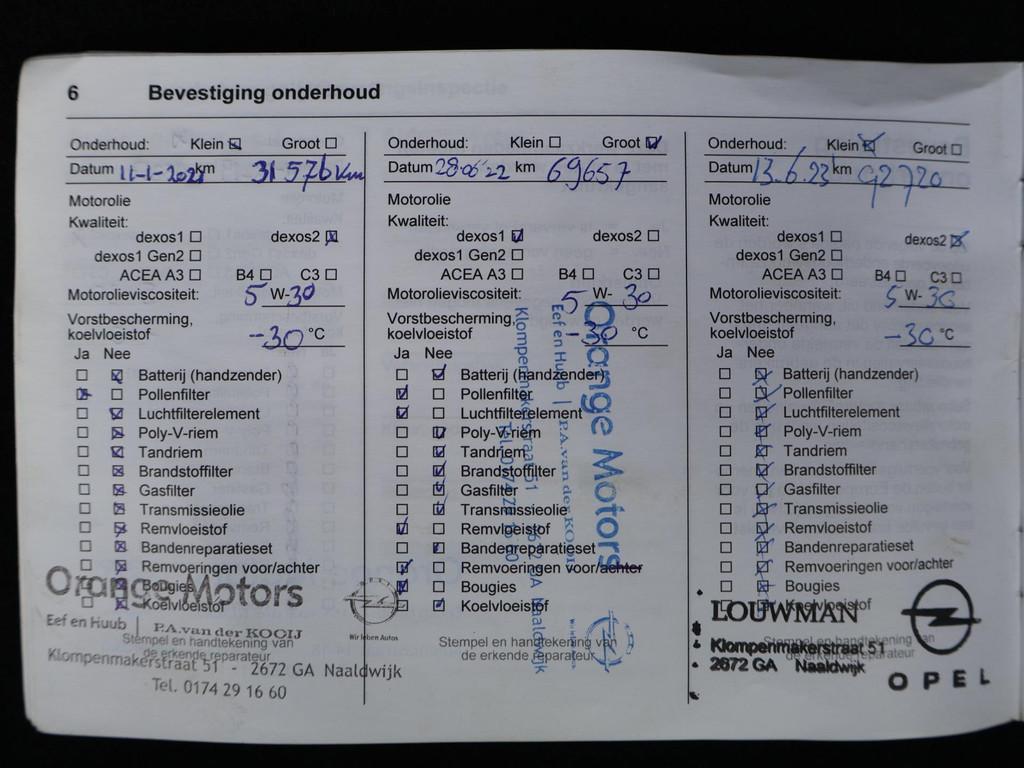 6 Bevestiging onderhoud
Onderhoud: Klein ☒ Groot ☐
Datum 11-1-2021 km 31576 km
Motorolie
Kwaliteit:
dexos1 ☐ dexos2 ☒
dexos1 Gen2 ☐
ACEA A3 ☐ B4 ☐ C3 ☐
Motorolieviscositeit: 5 W-30
Vorstbescherming,
koelvloeistof -30 °C
Ja Nee
☐ ☒ Batterij (handzender)
☒ ☐ Pollenfilter
☐ ☒ Luchtfilterelement
☐ ☒ Poly-V-riem
☐ ☒ Tandriem
☐ ☒ Brandstoffilter
☐ ☒ Gasfilter
☐ ☒ Transmissieolie
☐ ☒ Remvloeistof
☐ ☒ Bandenreparatieset
☐ ☒ Remvoeringen voor/achter
☐ ☒ Bougies
☐ ☒ Koelvloeistof
Orange Motors
Eef en Huub | P.A. van der KOOIJ
Wir leben Autos
Stempel en handtekening van
de erkende reparateur
Klompenmakerstraat 51 - 2672 GA Naaldwijk
Tel. 0174 29 16 60
Onderhoud: Klein ☐ Groot ☒
Datum 28-06-22 km 69657
Motorolie
Kwaliteit:
dexos1 ☒ dexos2 ☐
dexos1 Gen2 ☐
ACEA A3 ☐ B4 ☐ C3 ☐
Motorolieviscositeit: 5 W-30
Vorstbescherming,
koelvloeistof -30 °C
Ja Nee
☐ ☒ Batterij (handzender)
☒ ☐ Pollenfilter
☒ ☐ Luchtfilterelement
☐ ☒ Poly-V-riem
☐ ☒ Tandriem
☐ ☒ Brandstoffilter
☐ ☒ Gasfilter
☐ ☒ Transmissieolie
☒ ☐ Remvloeistof
☐ ☒ Bandenreparatieset
☒ ☐ Remvoeringen voor/achter
☒ ☐ Bougies
☐ ☒ Koelvloeistof
Orange Motors
Eef en Huub | P.A. van der KOOIJ
Klompenmakerstraat 51 2672 GA Naaldwijk
Stempel en handtekening van
de erkende reparateur
Onderhoud: Klein ☒ Groot ☐
Datum 13.6.23 km 92720
Motorolie
Kwaliteit:
dexos1 ☐ dexos2 ☒
dexos1 Gen2 ☐
ACEA A3 ☐ B4 ☐ C3 ☐
Motorolieviscositeit: 5 W-30
Vorstbescherming,
koelvloeistof -30 °C
Ja Nee
☐ ☒ Batterij (handzender)
☐ ☒ Pollenfilter
☐ ☒ Luchtfilterelement
☐ ☒ Poly-V-riem
☐ ☒ Tandriem
☐ ☒ Brandstoffilter
☐ ☒ Gasfilter
☐ ☒ Transmissieolie
☐ ☒ Remvloeistof
☐ ☒ Bandenreparatieset
☐ ☒ Remvoeringen voor/achter
☐ ☒ Bougies
☐ ☒ Koelvloeistof
LOUWMAN
Stempel en handtekening van
de erkende reparateur
Klompenmakerstraat 51
2672 GA Naaldwijk
OPEL